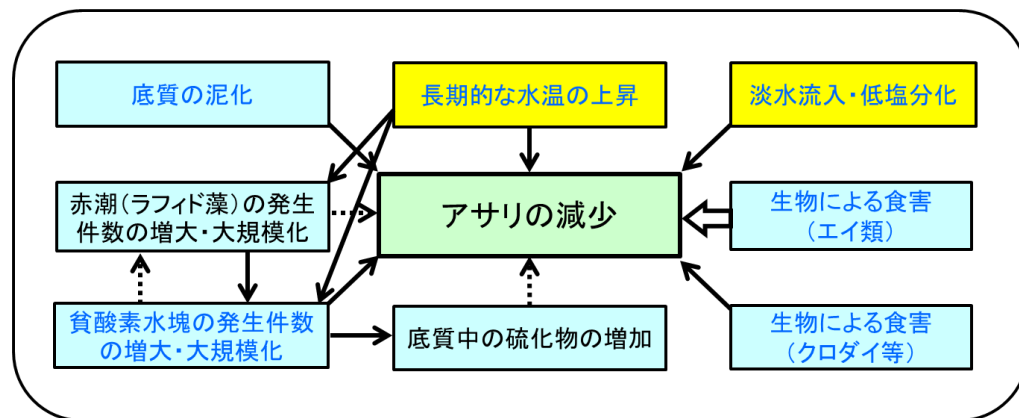 底質の泥化
長期的な水温の上昇
淡水流入・低塩分化
赤潮（ラフィド藻）の発生
件数の増大・大規模化
アサリの減少
生物による食害
（エイ類）
貧酸素水塊の発生件数
の増大・大規模化
底質中の硫化物の増加
生物による食害
（クロダイ等）